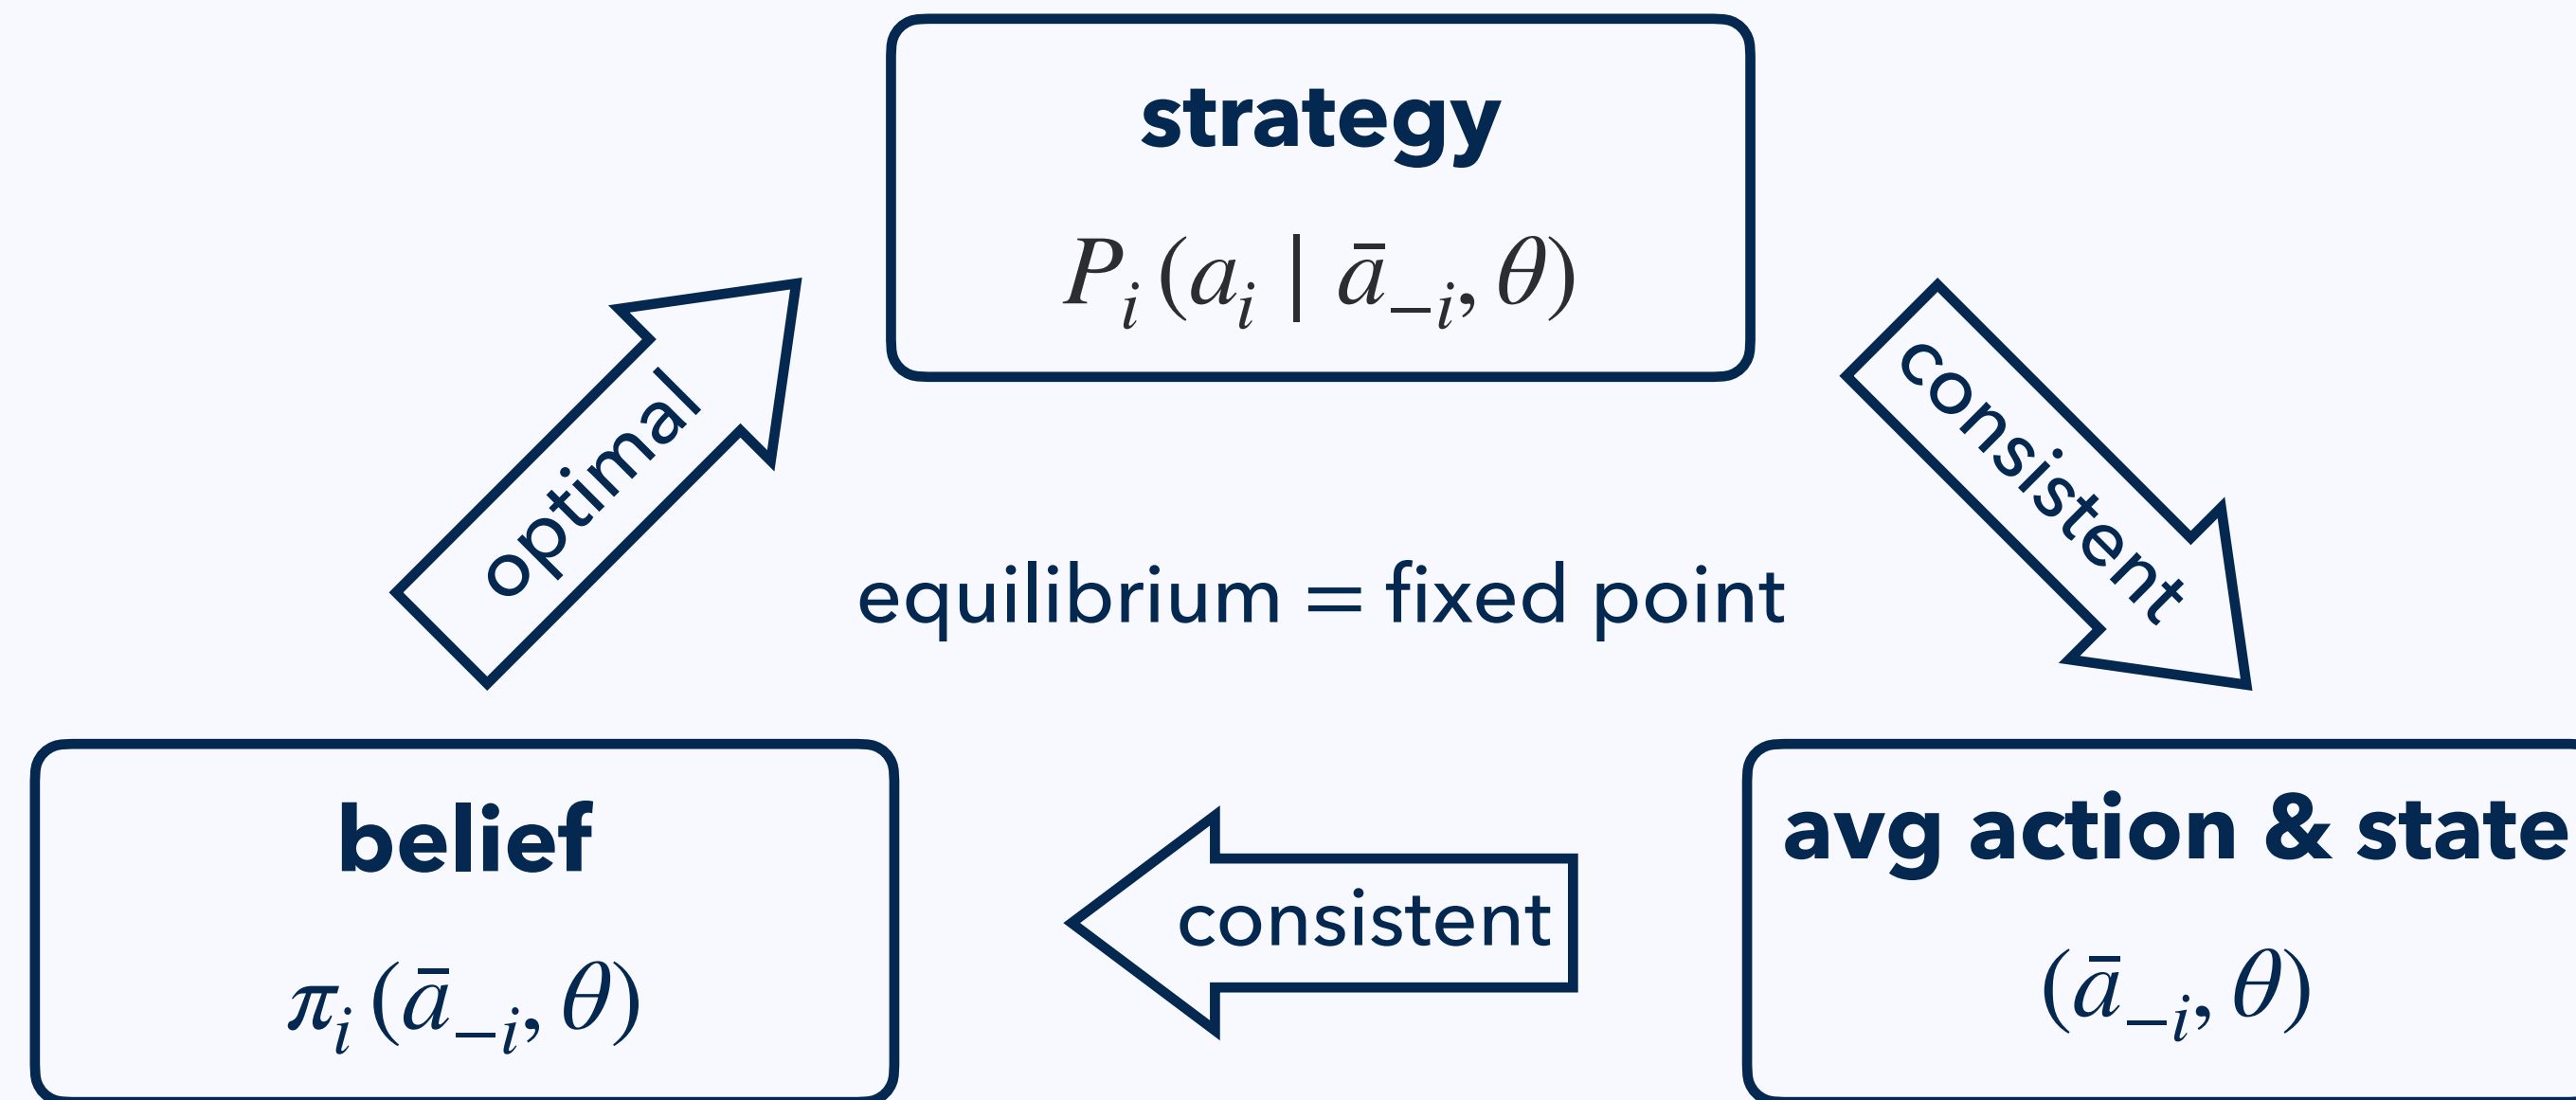 strategy
P_i (a_i | ā_{−i}, θ)
optimal
consistent
equilibrium = fixed point
belief
π_i (ā_{−i}, θ)
consistent
avg action & state
(ā_{−i}, θ)